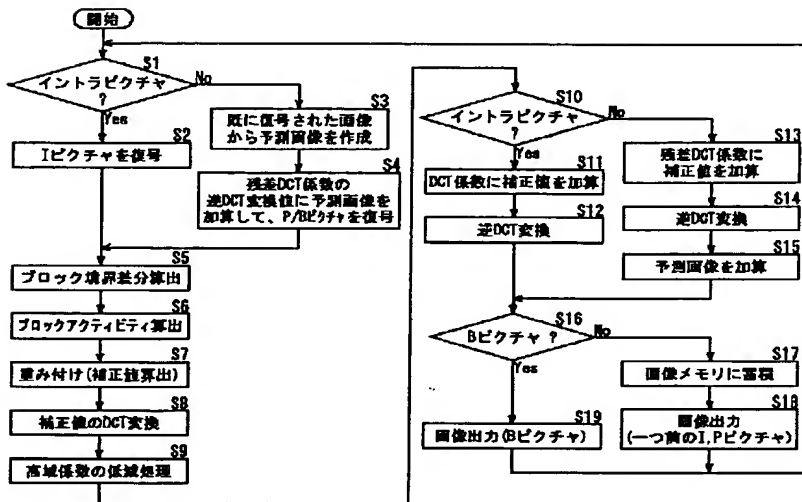 開始
S1
イントラピクチャ
?
No
Yes
S2
Iピクチャを復号
S3
既に復号された画像
から予測画像を作成
S4
残差DCT係数の
逆DCT変換値に予測画像を
加算して、P/Bピクチャを復号
S5
ブロック境界差分算出
S6
ブロックアクティビティ算出
S7
重み付け(補正値算出)
S8
補正値のDCT変換
S9
高域係数の低減処理
S10
イントラピクチャ
?
No
Yes
S11
DCT係数に補正値を加算
S12
逆DCT変換
S13
残差DCT係数に
補正値を加算
S14
逆DCT変換
S15
予測画像を加算
S16
Bピクチャ ?
No
Yes
S17
画像メモリに蓄積
S18
画像出力
(一つ前のI,Pピクチャ)
S19
画像出力(Bピクチャ)